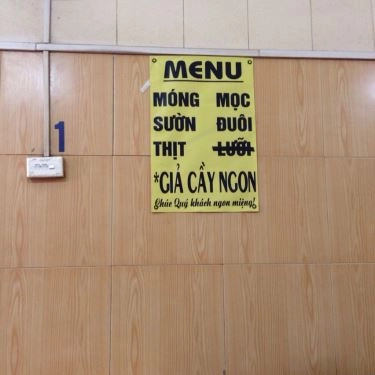 1
MENU
MÓNG MỌC
SƯỜN ĐUÔI
THỊT LƯỠI
*GIẢ CẦY NGON
Chúc Quý khách ngon miệng!